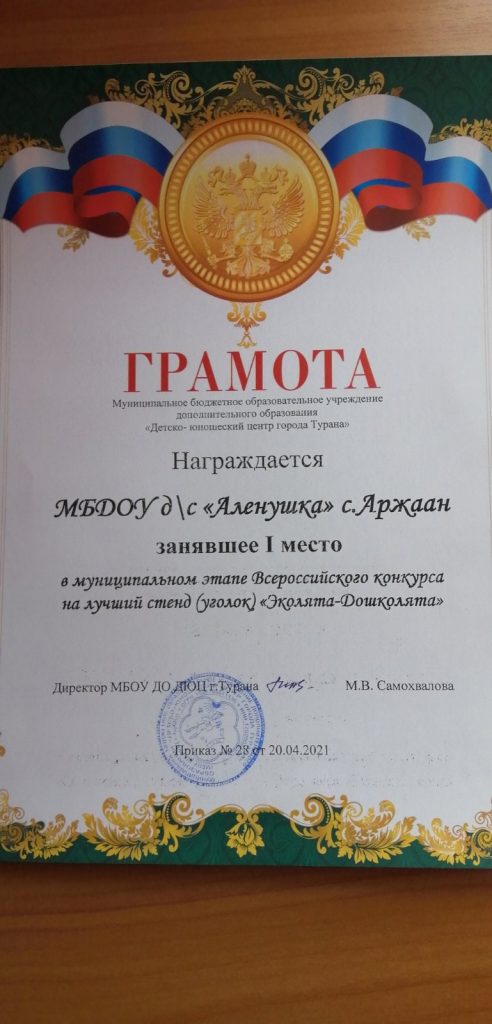 ГРАМОТА
Муниципальное бюджетное образовательное учреждение
дополнительного образования
«Детско- юношеский центр города Турана»
Награждается
МБДОУ д\с «Аленушка» с.Аржаан
занявшее I место
в муниципальном этапе Всероссийского конкурса
на лучший стенд (уголок) «Эколята-Дошколята»
Директор МБОУ ДО ДЮЦ г.Турана М.В. Самохвалова
Приказ № 28 от 20.04.2021